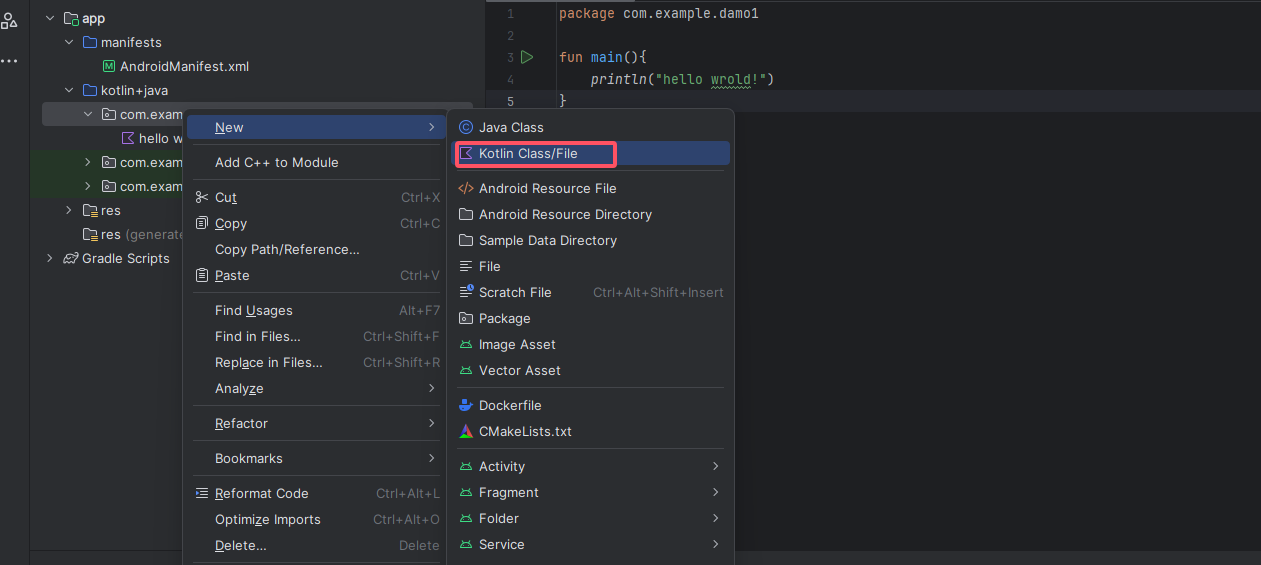 app
manifests
AndroidManifest.xml
kotlin+java
com.exam
hello w
com.exam
com.exam
res
res (generate
Gradle Scripts
New
Add C++ to Module
Cut Ctrl+X
Copy Ctrl+C
Copy Path/Reference...
Paste Ctrl+V
Find Usages Alt+F7
Find in Files... Ctrl+Shift+F
Replace in Files... Ctrl+Shift+R
Analyze
Refactor
Bookmarks
Reformat Code Ctrl+Alt+L
Optimize Imports Ctrl+Alt+O
Delete... Delete
Java Class
Kotlin Class/File
Android Resource File
Android Resource Directory
Sample Data Directory
File
Scratch File Ctrl+Alt+Shift+Insert
Package
Image Asset
Vector Asset
Dockerfile
CMakeLists.txt
Activity
Fragment
Folder
Service
1 package com.example.damo1
2
3 fun main(){
4 println("hello wrold!")
5 }